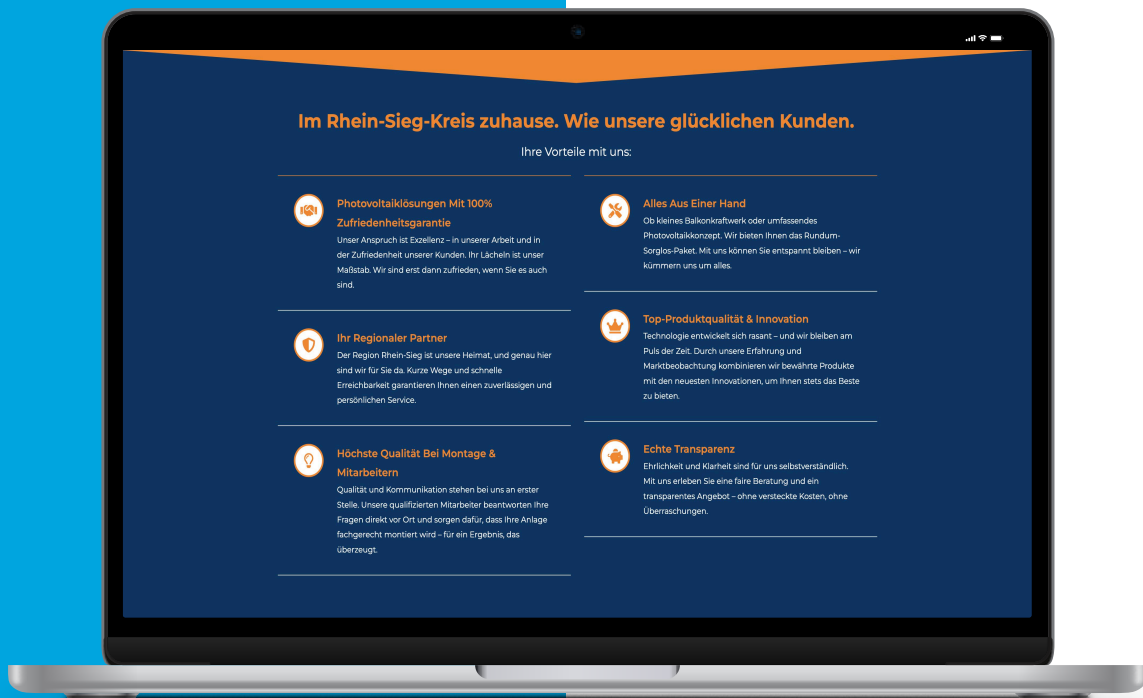 Im Rhein-Sieg-Kreis zuhause. Wie unsere glücklichen Kunden.
Ihre Vorteile mit uns:
Photovoltaiklösungen Mit 100%
Zufriedenheitsgarantie
Unser Anspruch ist Exzellenz – in unserer Arbeit und in
der Zufriedenheit unserer Kunden. Ihr Lächeln ist unser
Maßstab. Wir sind erst dann zufrieden, wenn Sie es auch
sind.
Ihr Regionaler Partner
Der Region Rhein-Sieg ist unsere Heimat, und genau hier
sind wir für Sie da. Kurze Wege und schnelle
Erreichbarkeit garantieren Ihnen einen zuverlässigen und
persönlichen Service.
Höchste Qualität Bei Montage &
Mitarbeitern
Qualität und Kommunikation stehen bei uns an erster
Stelle. Unsere qualifizierten Mitarbeiter beantworten Ihre
Fragen direkt vor Ort und sorgen dafür, dass Ihre Anlage
fachgerecht montiert wird – für ein Ergebnis, das
überzeugt.
Alles Aus Einer Hand
Ob kleines Balkonkraftwerk oder umfassendes
Photovoltaikkonzept. Wir bieten Ihnen das Rundum-
Sorglos-Paket. Mit uns können Sie entspannt bleiben – wir
kümmern uns um alles.
Top-Produktqualität & Innovation
Technologie entwickelt sich rasant – und wir bleiben am
Puls der Zeit. Durch unsere Erfahrung und
Marktbeobachtung kombinieren wir bewährte Produkte
mit den neuesten Innovationen, um Ihnen stets das Beste
zu bieten.
Echte Transparenz
Ehrlichkeit und Klarheit sind für uns selbstverständlich.
Mit uns erleben Sie eine faire Beratung und ein
transparentes Angebot – ohne versteckte Kosten, ohne
Überraschungen.